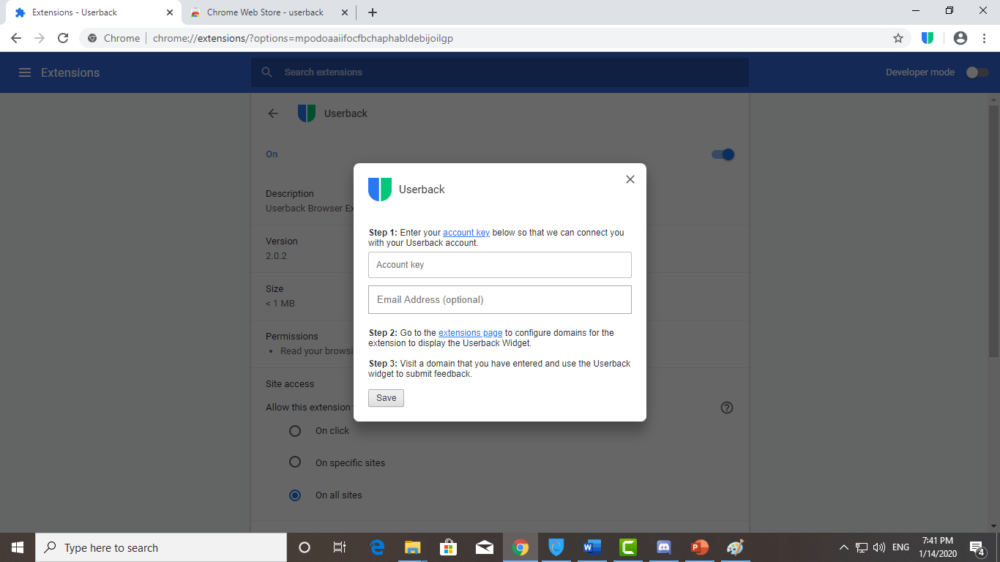 Extensions - Userback
Chrome Web Store - userback
Chrome
chrome://extensions/?options=mpodoaaiifocfbchaphabldebijoilgp
Extensions
Search extensions
Developer mode
Userback
On
Description
Userback Browser Ex
Version
2.0.2
Size
< 1 MB
Permissions
Read your browsi
Site access
Allow this extension
On click
On specific sites
On all sites
Userback
Step 1: Enter your account key below so that we can connect you
with your Userback account.
Account key
Email Address (optional)
Step 2: Go to the extensions page to configure domains for the
extension to display the Userback Widget.
Step 3: Visit a domain that you have entered and use the Userback
widget to submit feedback.
Save
Type here to search
ENG
7:41 PM
1/14/2020
4